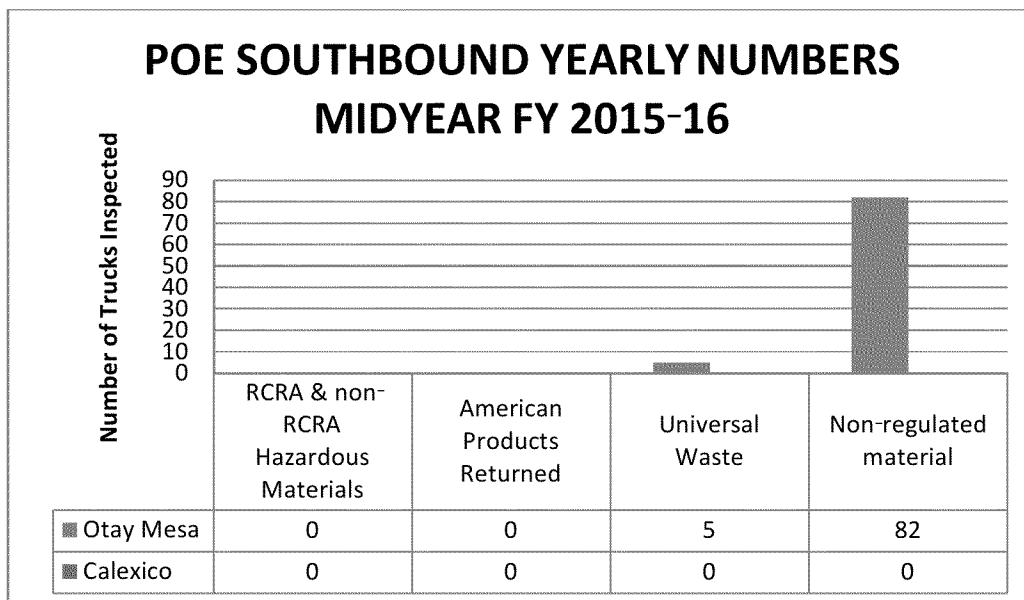 POE SOUTHBOUND YEARLY NUMBERS
MIDYEAR FY 2015-16
Number of Trucks Inspected
90
80
70
60
50
40
30
20
10
0
RCRA & non-
RCRA
Hazardous
Materials
American
Products
Returned
Universal
Waste
Non-regulated
material
Otay Mesa 0 0 5 82
Calexico 0 0 0 0